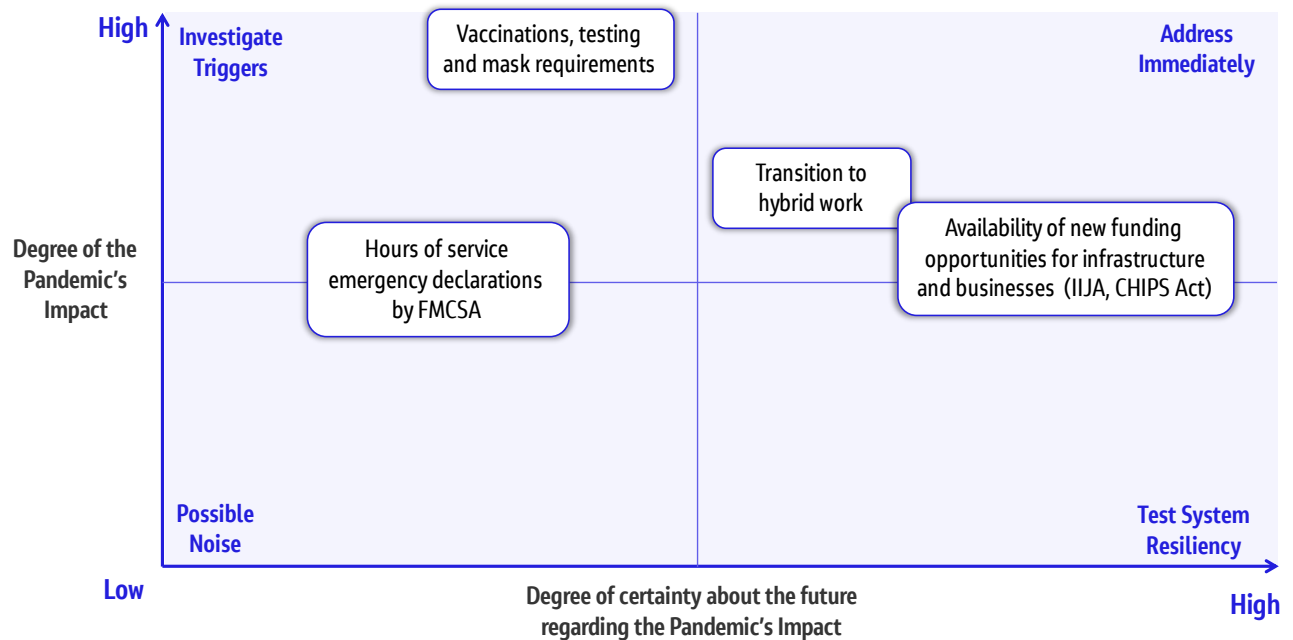 High
Investigate
Triggers
Vaccinations, testing
and mask requirements
Address
Immediately
Transition to
hybrid work
Degree of the
Pandemic's
Impact
Hours of service
emergency declarations
by FMCSA
Availability of new funding
opportunities for infrastructure
and businesses (IIJA, CHIPS Act)
Possible
Noise
Test System
Resiliency
Low
Degree of certainty about the future
regarding the Pandemic's Impact
High